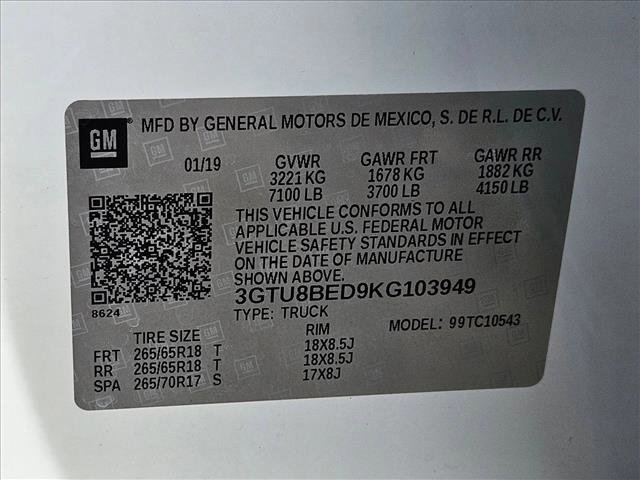 GM MFD BY GENERAL MOTORS DE MEXICO, S. DE R.L. DE C.V.
01/19 GVWR GAWR FRT GAWR RR
3221 KG 1678 KG 1882 KG
7100 LB 3700 LB 4150 LB
THIS VEHICLE CONFORMS TO ALL
APPLICABLE U.S. FEDERAL MOTOR
VEHICLE SAFETY STANDARDS IN EFFECT
ON THE DATE OF MANUFACTURE
SHOWN ABOVE.
8624
3GTU8BED9KG103949
TYPE: TRUCK MODEL: 99TC10543
TIRE SIZE RIM
FRT 265/65R18 T 18X8.5J
RR 265/65R18 T 18X8.5J
SPA 265/70R17 S 17X8J